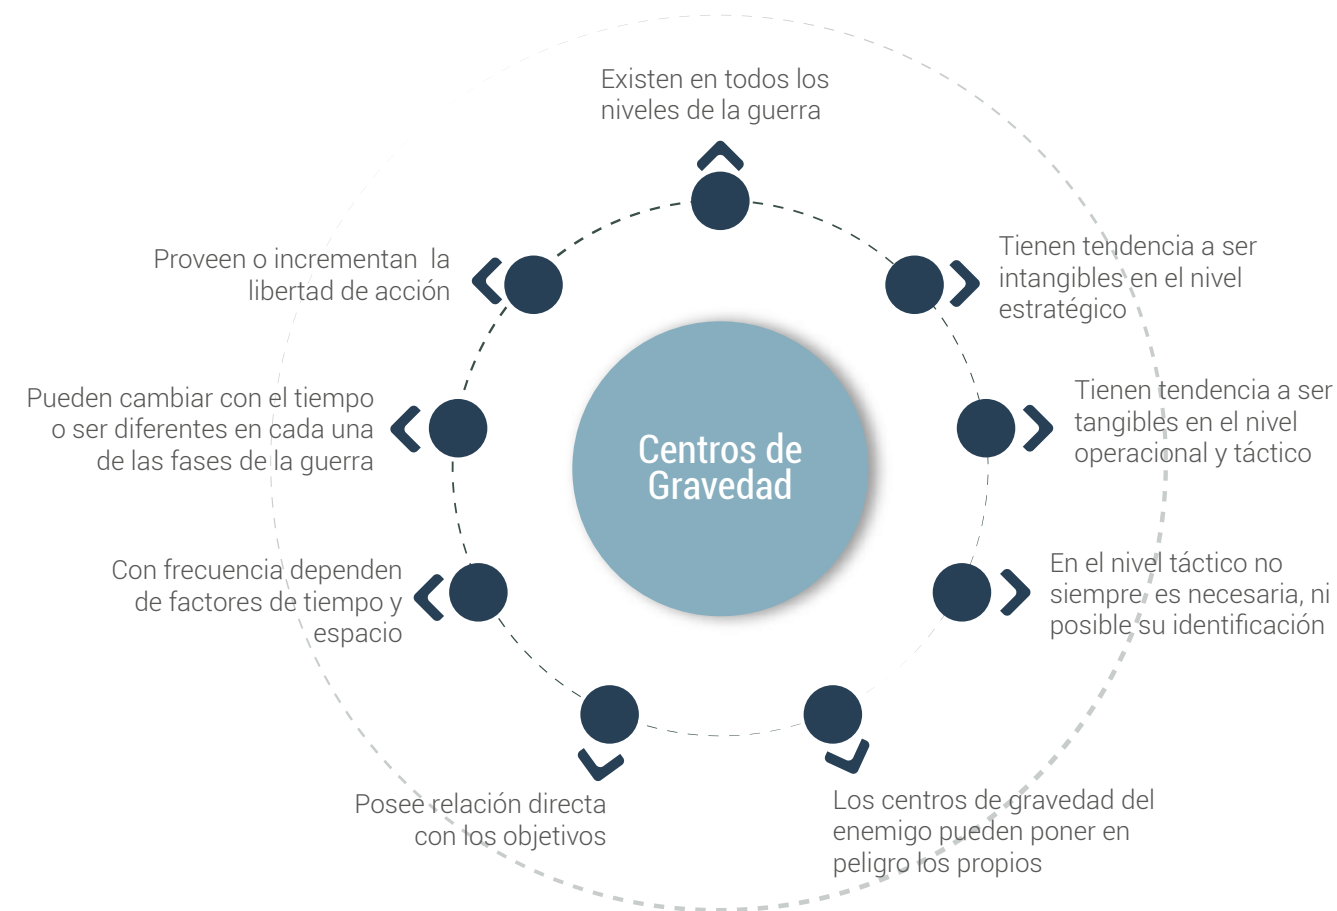 Existen en todos los
niveles de la guerra
Tienen tendencia a ser
intangibles en el nivel
estratégico
Tienen tendencia a ser
tangibles en el nivel
operacional y táctico
En el nivel táctico no
siempre es necesaria, ni
posible su identificación
Los centros de gravedad del
enemigo pueden poner en
peligro los propios
Posee relación directa
con los objetivos
Con frecuencia dependen
de factores de tiempo y
espacio
Pueden cambiar con el tiempo
o ser diferentes en cada una
de las fases de la guerra
Proveen o incrementan la
libertad de acción
Centros de
Gravedad